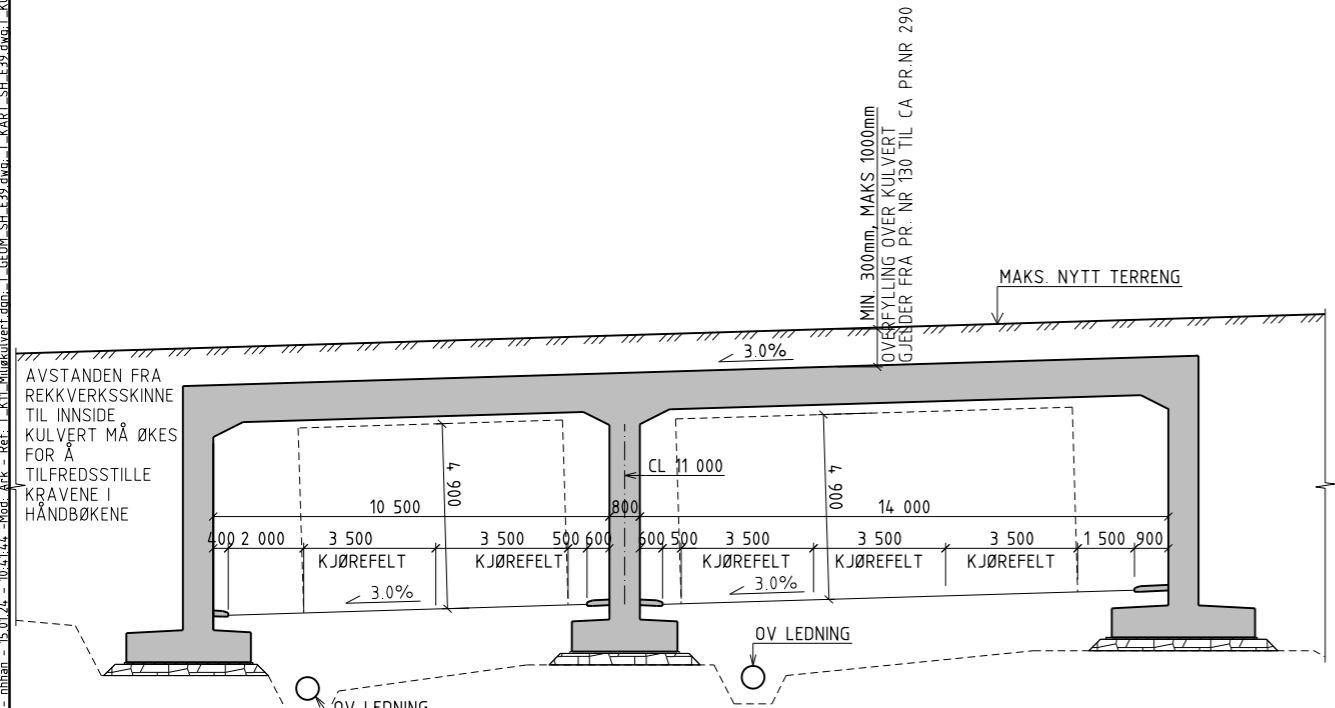 MIN. 300mm, MAKS 1000mm
OVERFYLLING OVER KULVERT
GJELDER FRA PR. NR 130 TIL CA PR.NR 290
MAKS. NYTT TERRENG
3.0%
AVSTANDEN FRA
REKKVERKSSKINNE
TIL INNSIDE
KULVERT MÅ ØKES
FOR Å
TILFREDSSTILLE
KRAVENE I
HÅNDBØKENE
CL 11 000
4 900
4 900
10 500 800 14 000
400 2 000 3 500 3 500 500 600 600 500 3 500 3 500 3 500 1 500 900
KJØREFELT KJØREFELT KJØREFELT KJØREFELT KJØREFELT
3.0% 3.0%
OV LEDNING
OV LEDNING